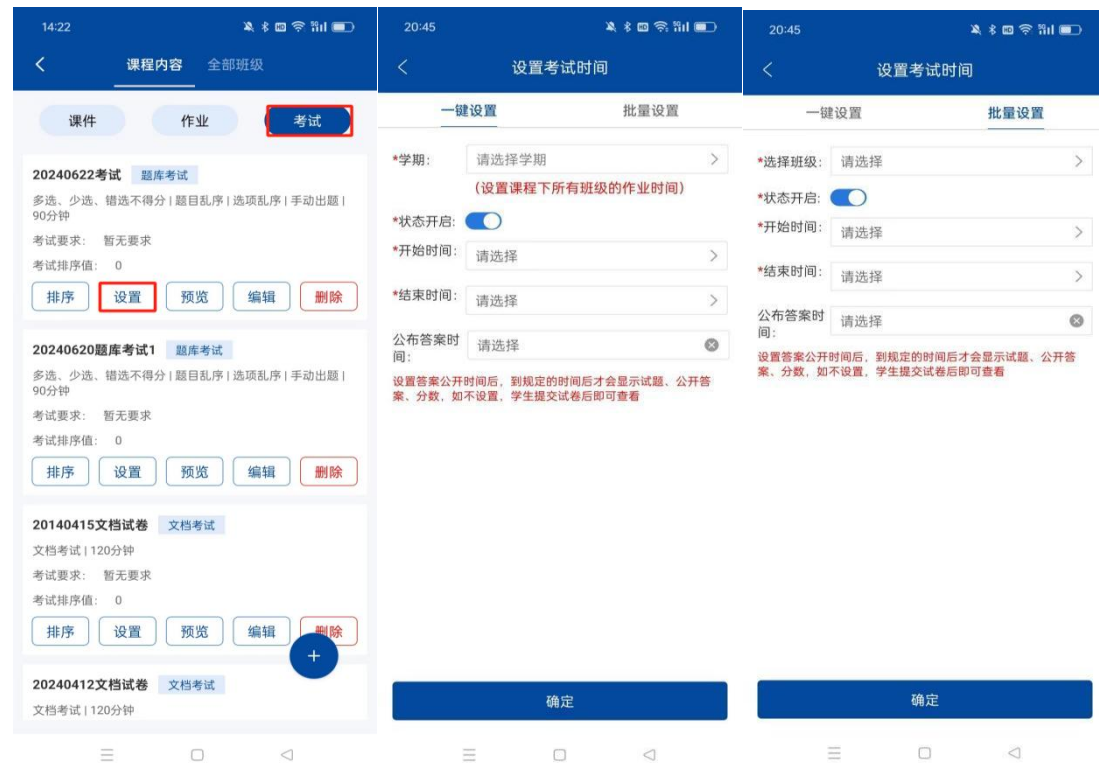 14:22
课程内容 全部班级
课件 作业 考试
20240622考试 题库考试
多选、少选、错选不得分 | 题目乱序 | 选项乱序 | 手动出题 |
90分钟
考试要求: 暂无要求
考试排序值: 0
排序 设置 预览 编辑 删除
20240620题库考试1 题库考试
多选、少选、错选不得分 | 题目乱序 | 选项乱序 | 手动出题 |
90分钟
考试要求: 暂无要求
考试排序值: 0
排序 设置 预览 编辑 删除
20140415文档试卷 文档考试
文档考试 | 120分钟
考试要求: 暂无要求
考试排序值: 0
排序 设置 预览 编辑 删除
+
20240412文档试卷 文档考试
文档考试 | 120分钟
20:45
设置考试时间
一键设置 批量设置
*学期: 请选择学期
(设置课程下所有班级的作业时间)
*状态开启:
*开始时间: 请选择
*结束时间: 请选择
公布答案时
间: 请选择
设置答案公开时间后，到规定的时间后才会显示试题、公开答
案、分数，如不设置，学生提交试卷后即可查看
确定
20:45
设置考试时间
一键设置 批量设置
*选择班级: 请选择
*状态开启:
*开始时间: 请选择
*结束时间: 请选择
公布答案时
间: 请选择
设置答案公开时间后，到规定的时间后才会显示试题、公开答
案、分数，如不设置，学生提交试卷后即可查看
确定